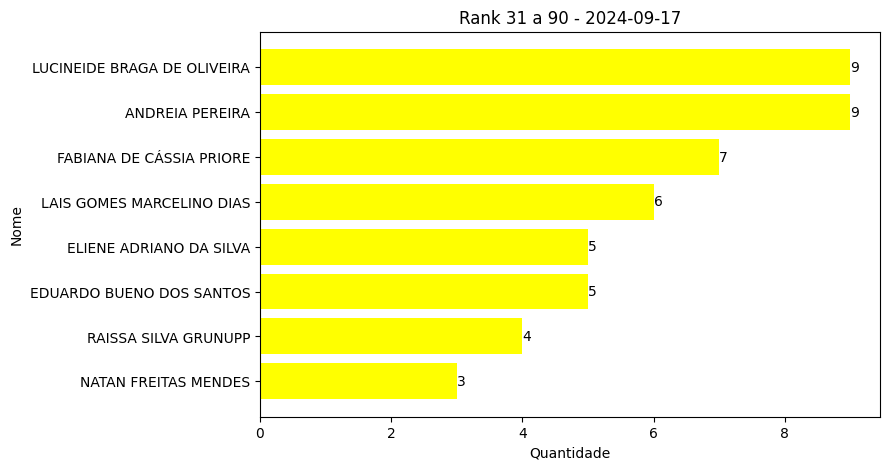 Rank 31 a 90 - 2024-09-17
LUCINEIDE BRAGA DE OLIVEIRA
9
ANDREIA PEREIRA
9
FABIANA DE CÁSSIA PRIORE
7
LAIS GOMES MARCELINO DIAS
6
ELIENE ADRIANO DA SILVA
5
EDUARDO BUENO DOS SANTOS
5
RAISSA SILVA GRUNUPP
4
NATAN FREITAS MENDES
3
Nome
0 2 4 6 8
Quantidade